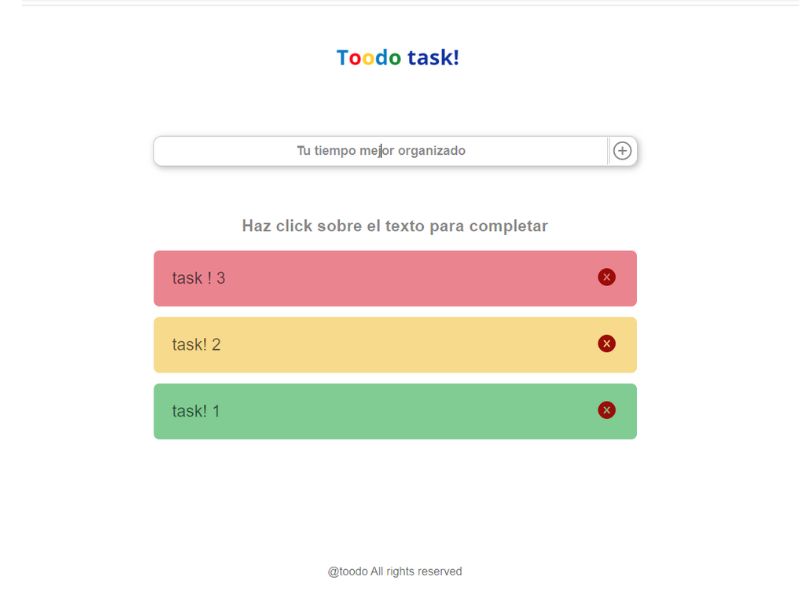 Toodo task!
Tu tiempo mejor organizado
Haz click sobre el texto para completar
task ! 3
task! 2
task! 1
@toodo All rights reserved